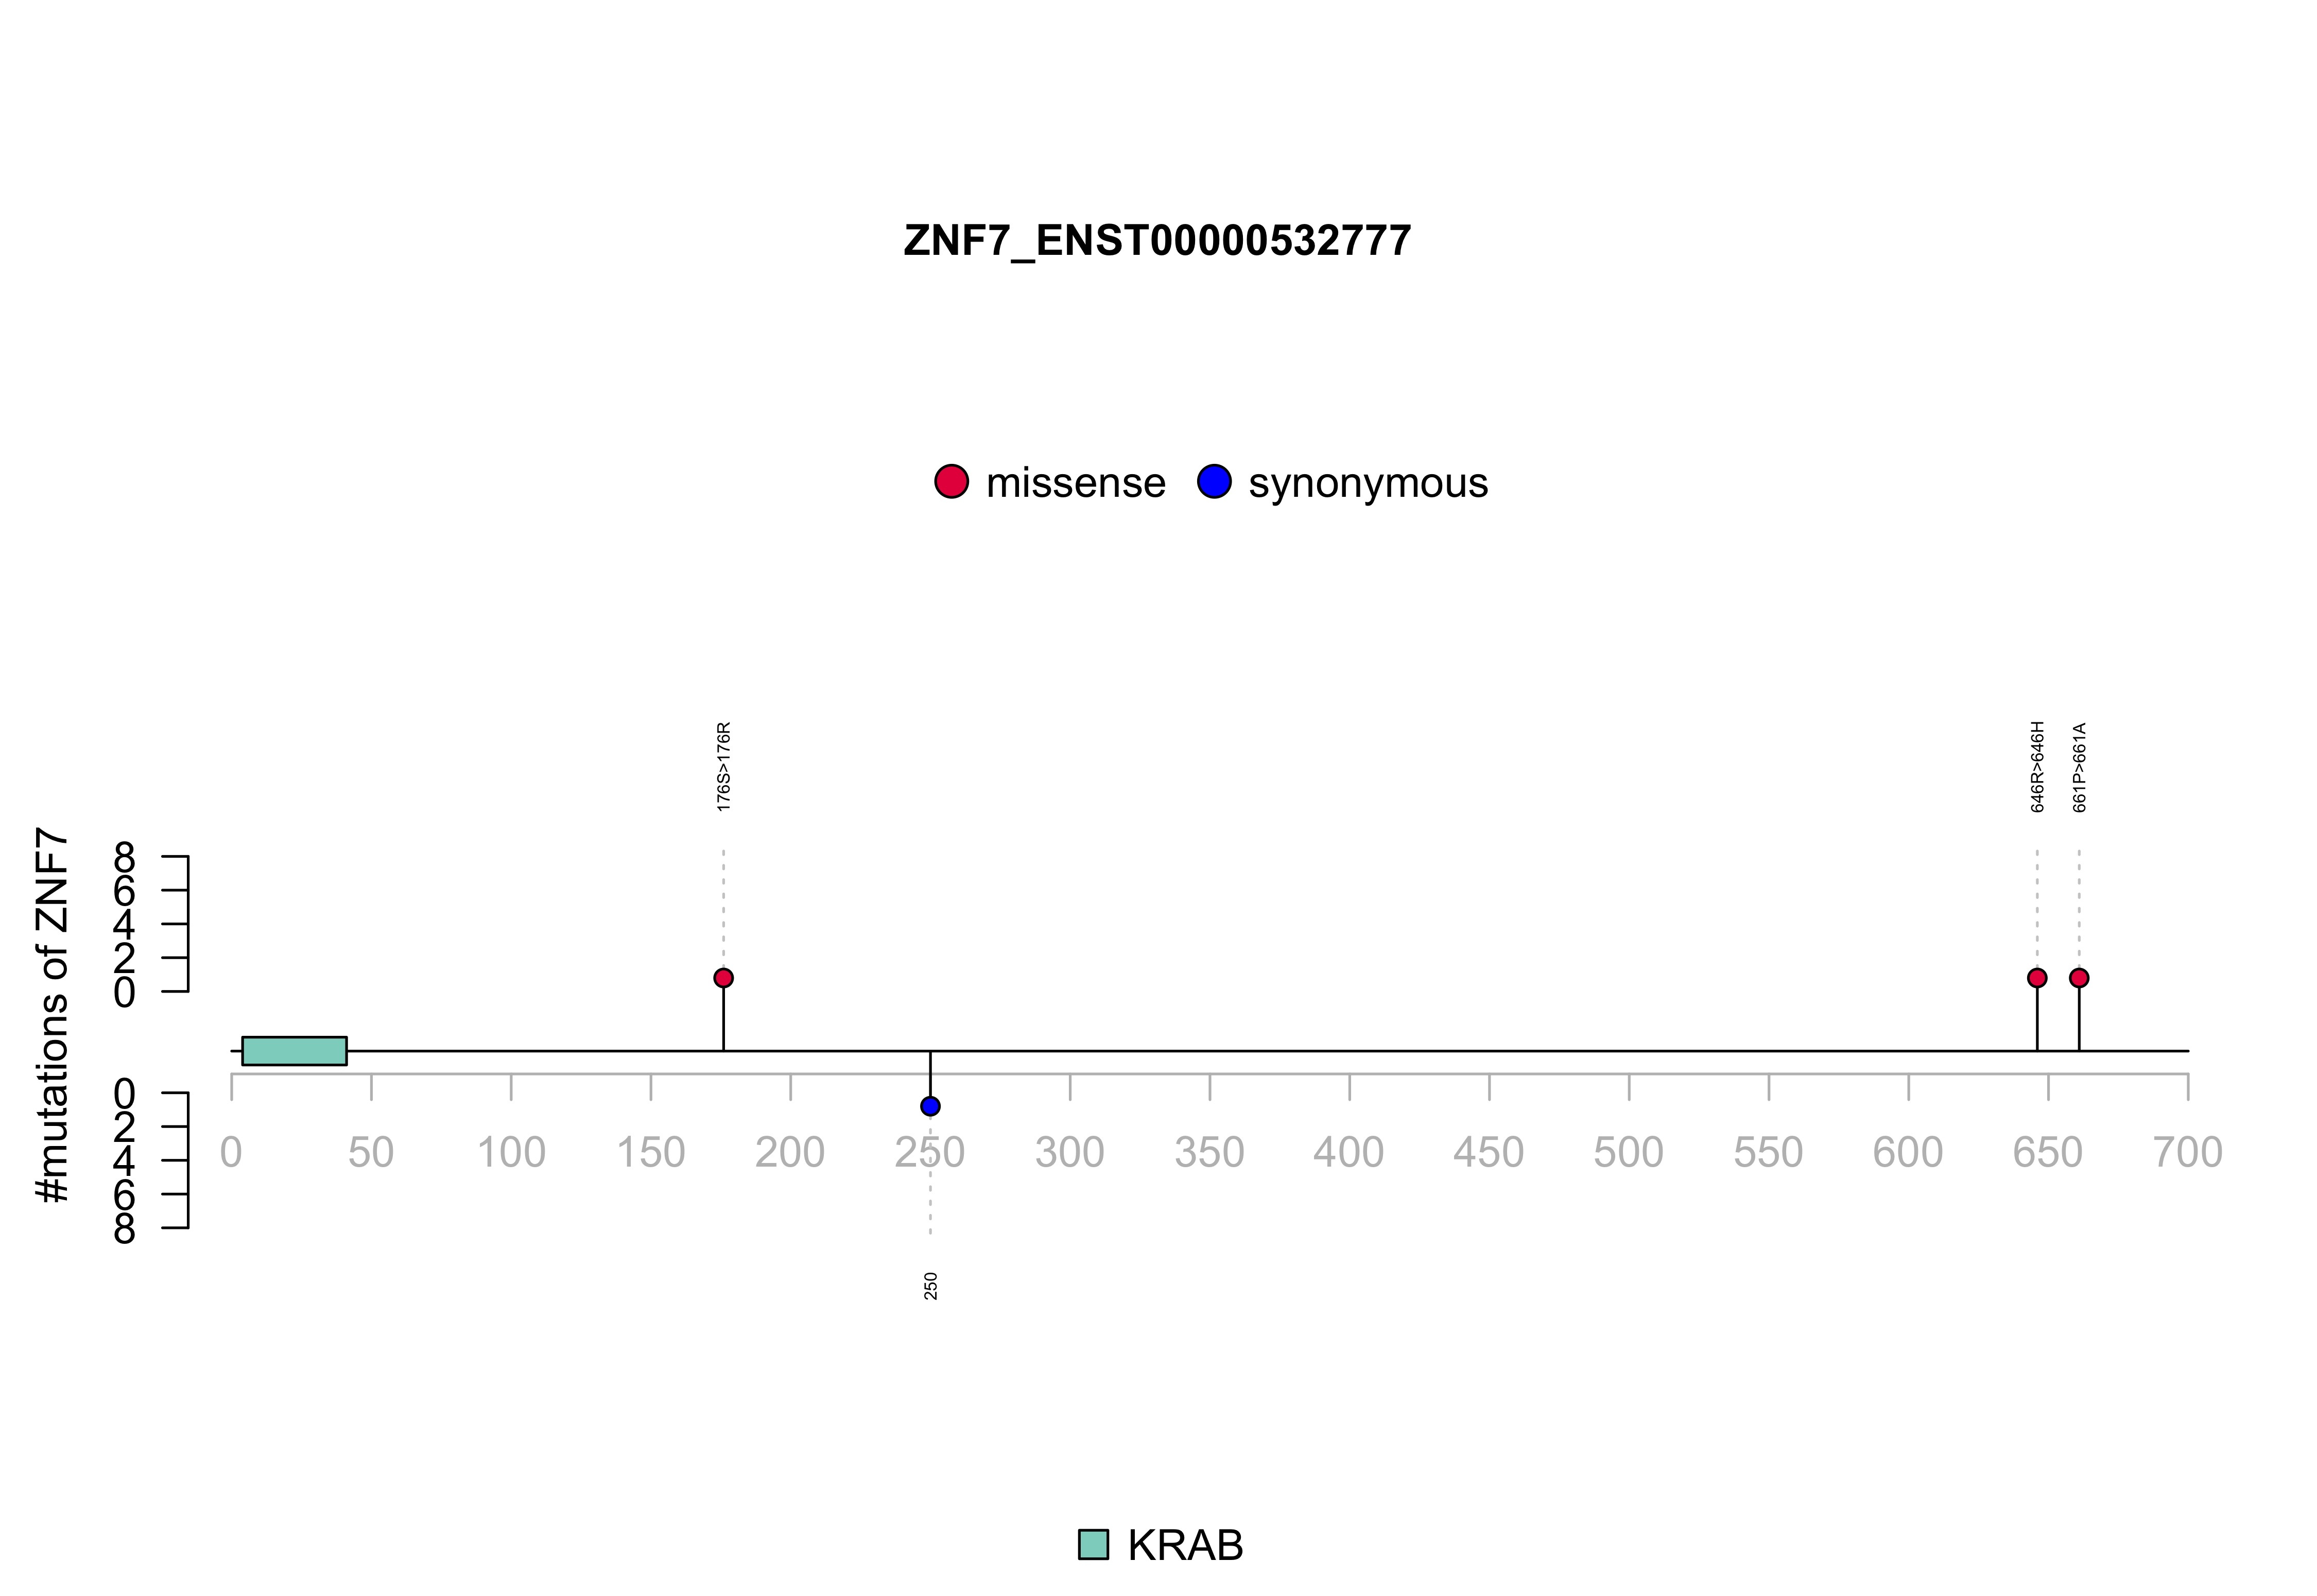 ZNF7_ENST00000532777
missense synonymous
176S>176R
646R>646H
661P>661A
#mutations of ZNF7
8
6
4
2
0
0
2
4
6
8
0 50 100 150 200 250 300 350 400 450 500 550 600 650 700
250
KRAB